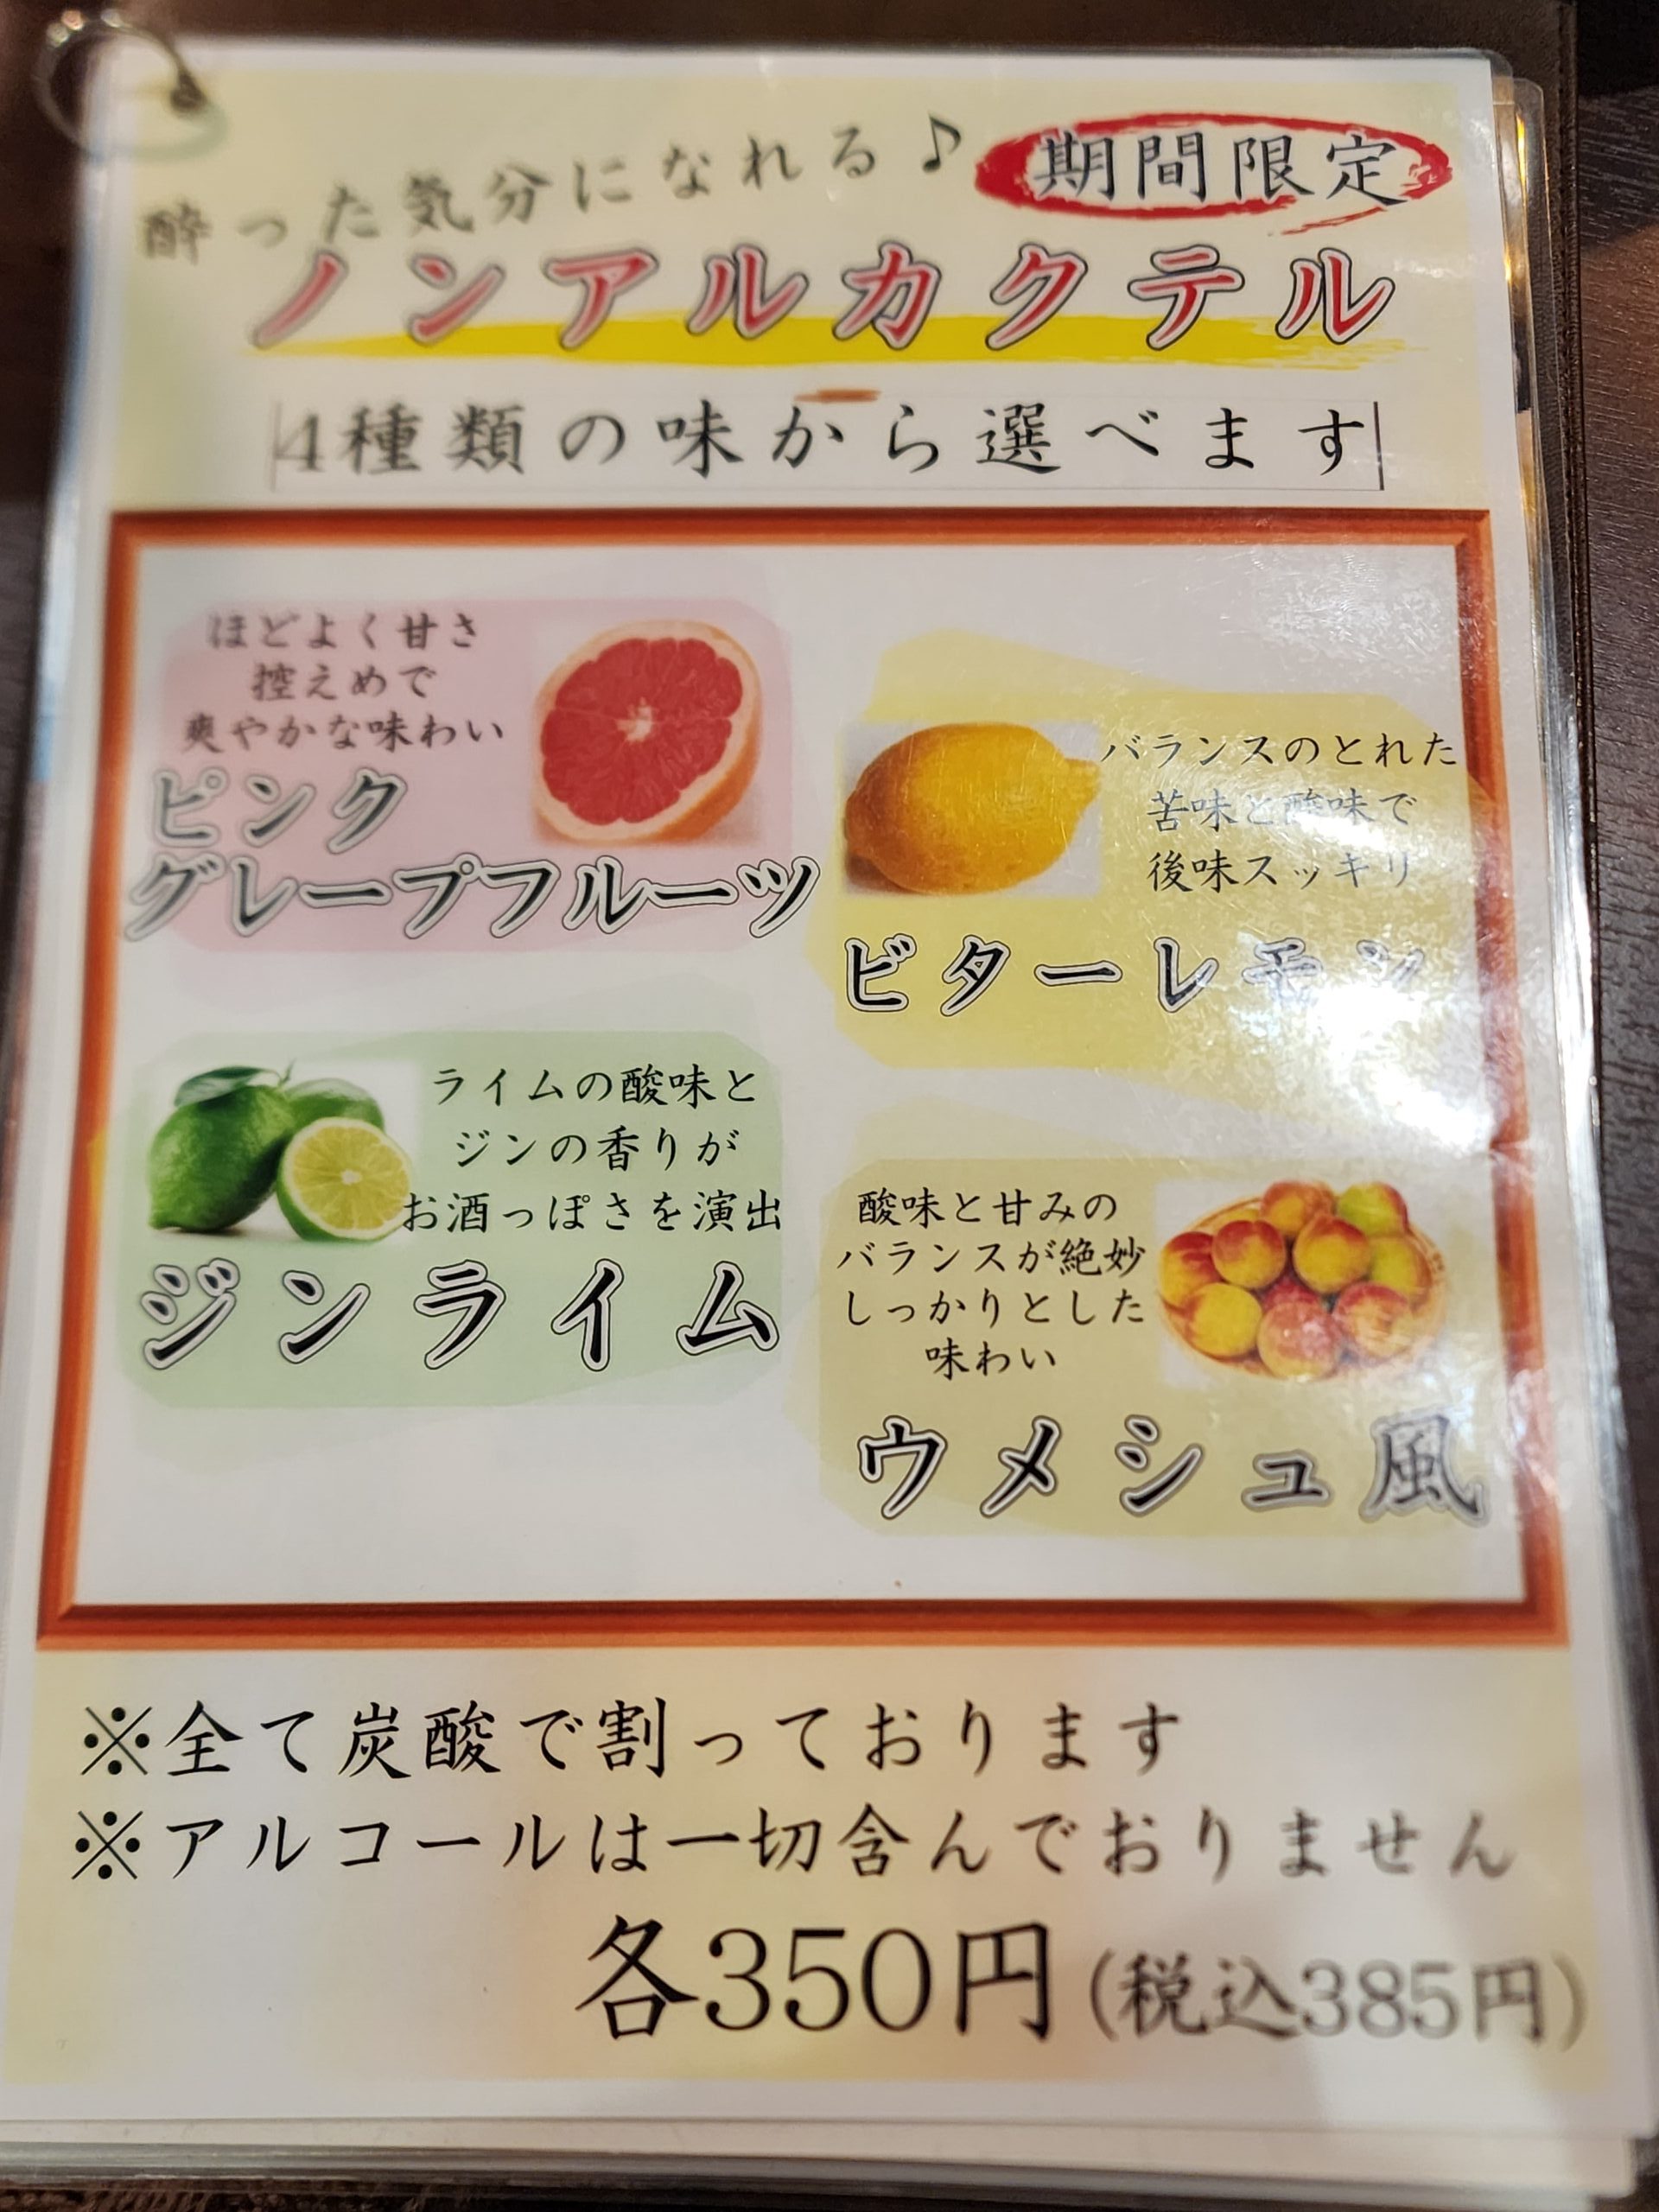 酔った気分になれる♪
期間限定
ノンアルカクテル
4種類の味から選べます
ほどよく甘さ
控えめで
爽やかな味わい
ピンク
グレープフルーツ
バランスのとれた
苦味と酸味で
後味スッキリ
ビターレモン
ライムの酸味と
ジンの香りが
お酒っぽさを演出
ジンライム
酸味と甘みの
バランスが絶妙
しっかりとした
味わい
ウメシュ風
※全て炭酸で割っております
※アルコールは一切含んでおりません
各350円(税込385円)